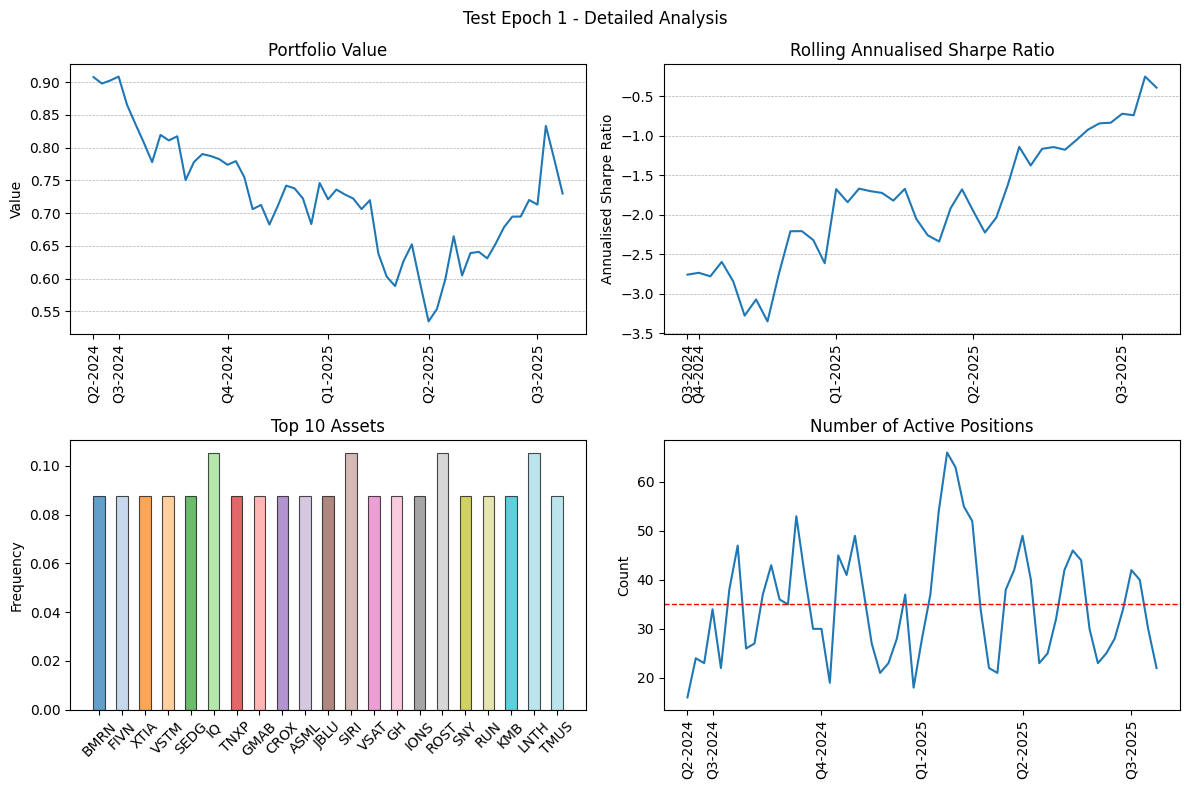 Test Epoch 1 - Detailed Analysis
Portfolio Value
Value
0.90
0.85
0.80
0.75
0.70
0.65
0.60
0.55
Q2-2024
Q3-2024
Q4-2024
Q1-2025
Q2-2025
Q3-2025
Rolling Annualised Sharpe Ratio
Annualised Sharpe Ratio
−0.5
−1.0
−1.5
−2.0
−2.5
−3.0
−3.5
Q3-2024
Q4-2024
Q1-2025
Q2-2025
Q3-2025
Top 10 Assets
Frequency
0.10
0.08
0.06
0.04
0.02
0.00
BMRN
FIVN
XTIA
VSTM
SEDG
IQ
TNXP
GMAB
CROX
ASML
JBLU
SIRI
VSAT
GH
IONS
ROST
SNY
RUN
KMB
LNTH
TMUS
Number of Active Positions
Count
60
50
40
30
20
Q2-2024
Q3-2024
Q4-2024
Q1-2025
Q2-2025
Q3-2025